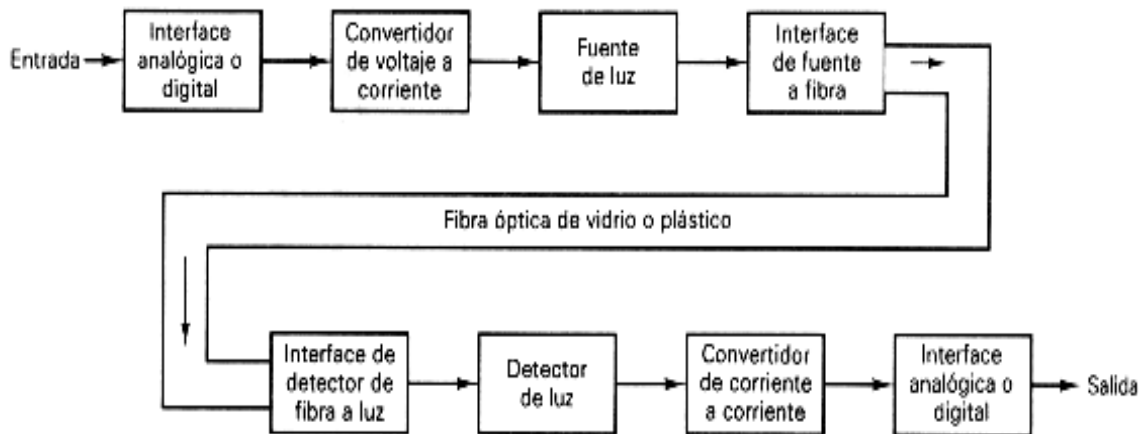 Entrada
Interface
analógica o
digital
Convertidor
de voltaje a
corriente
Fuente
de luz
Interface
de fuente
a fibra
Fibra óptica de vidrio o plástico
Interface de
detector de
fibra a luz
Detector
de luz
Convertidor
de corriente
a corriente
Interface
analógica o
digital
Salida